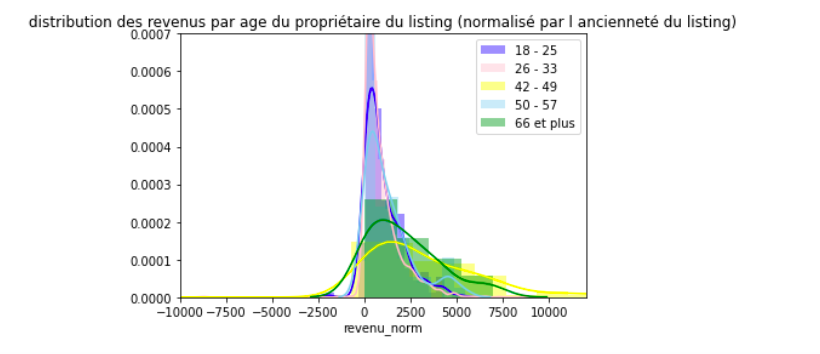 distribution des revenus par age du propriétaire du listing (normalisé par l ancienneté du listing)
0.0007
0.0006
0.0005
0.0004
0.0003
0.0002
0.0001
0.0000
18 - 25
26 - 33
42 - 49
50 - 57
66 et plus
−10000 −7500 −5000 −2500 0 2500 5000 7500 10000
revenu_norm